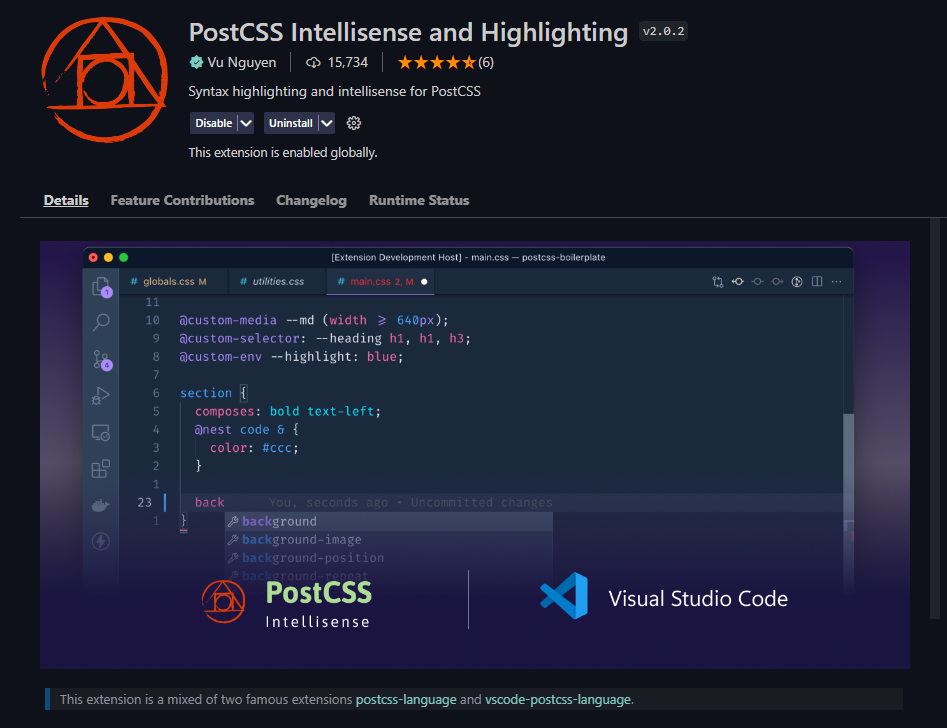 PostCSS Intellisense and Highlighting v2.0.2
Vu Nguyen 15,734 (6)
Syntax highlighting and intellisense for PostCSS
Disable Uninstall
This extension is enabled globally.
Details Feature Contributions Changelog Runtime Status
[Extension Development Host] - main.css — postcss-boilerplate
# globals.css M # utilities.css # main.css 2, M
1
4
11
10 @custom-media --md (width ⩾ 640px);
9 @custom-selector: --heading h1, h1, h3;
8 @custom-env --highlight: blue;
7
6 section {
5 composes: bold text-left;
4 @nest code & {
3 color: #ccc;
2 }
1
23 back You, seconds ago • Uncommitted changes
1 }
background
background-image
background-position
background-repeat
PostCSS
Intellisense
Visual Studio Code
This extension is a mixed of two famous extensions postcss-language and vscode-postcss-language.